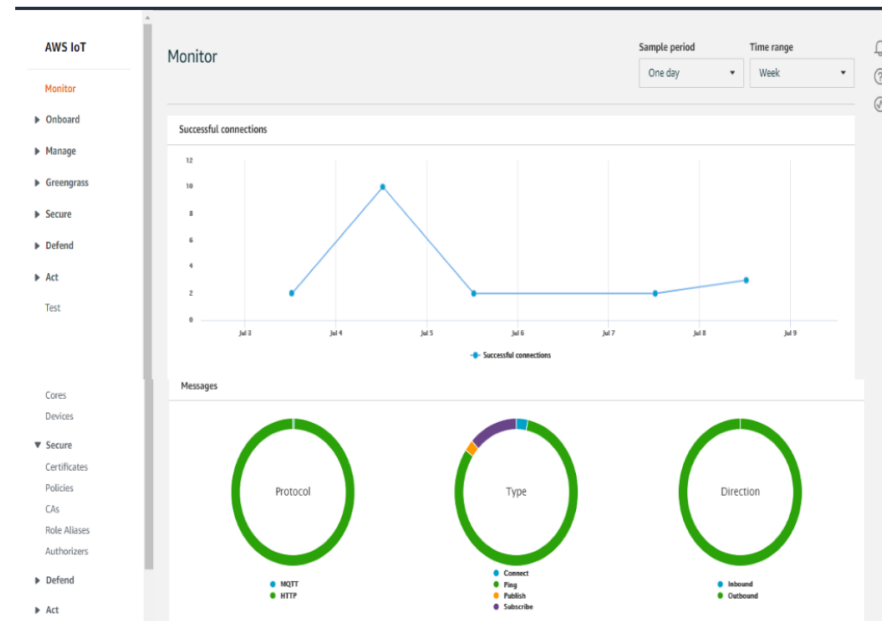 AWS IoT
Monitor
Onboard
Manage
Greengrass
Secure
Defend
Act
Test
Cores
Devices
Secure
Certificates
Policies
CAs
Role Aliases
Authorizers
Defend
Act
Monitor
Sample period
Time range
One day
Week
Successful connections
12
10
8
6
4
2
0
Jul 3
Jul 4
Jul 5
Jul 6
Jul 7
Jul 8
Jul 9
Successful connections
Messages
Protocol
MQTT
HTTP
Type
Connect
Ping
Publish
Subscribe
Direction
Inbound
Outbound